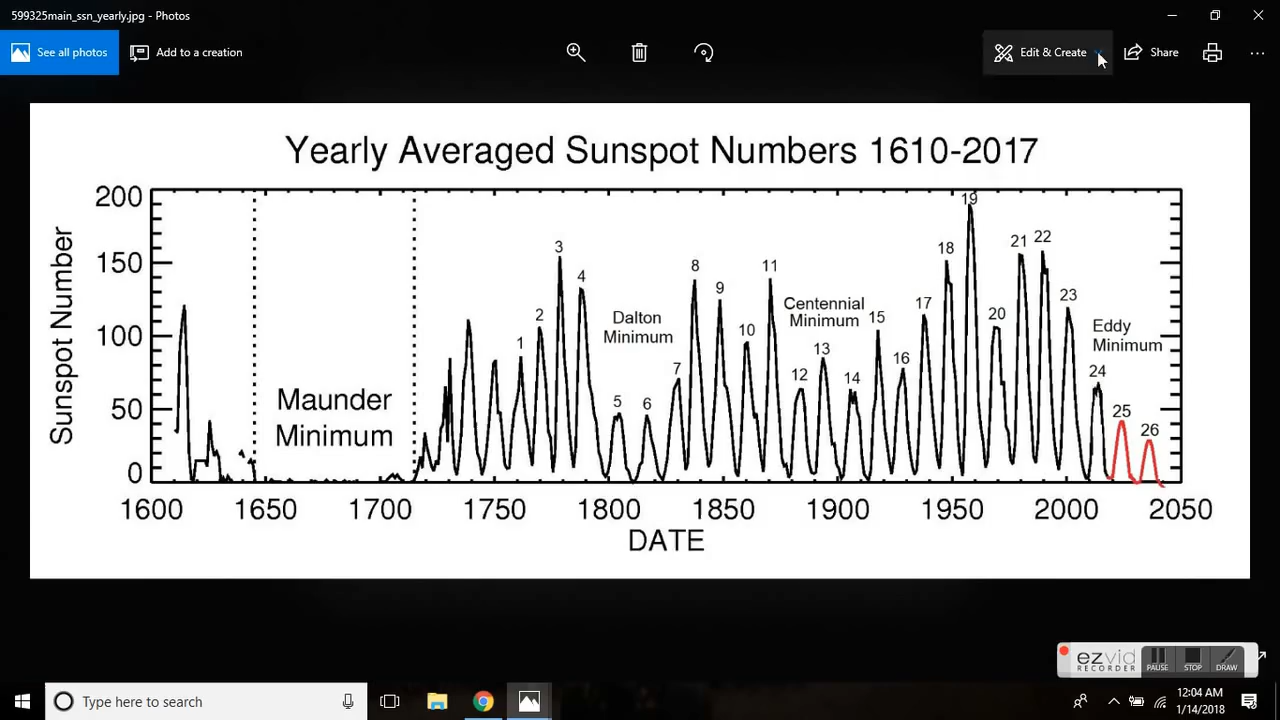 599325main_ssn_yearly.jpg - Photos
See all photos
Add to a creation
Edit & Create
Share
Yearly Averaged Sunspot Numbers 1610-2017
Sunspot Number
200
150
100
50
0
Maunder
Minimum
1
2
3
4
Dalton
Minimum
5
6
7
8
9
10
11
Centennial
Minimum
12
13
14
15
16
17
18
19
20
21
22
23
Eddy
Minimum
24
25
26
1600
1650
1700
1750
1800
1850
1900
1950
2000
2050
DATE
ezvid
RECORDER
PAUSE
STOP
DRAW
Type here to search
12:04 AM
1/14/2018